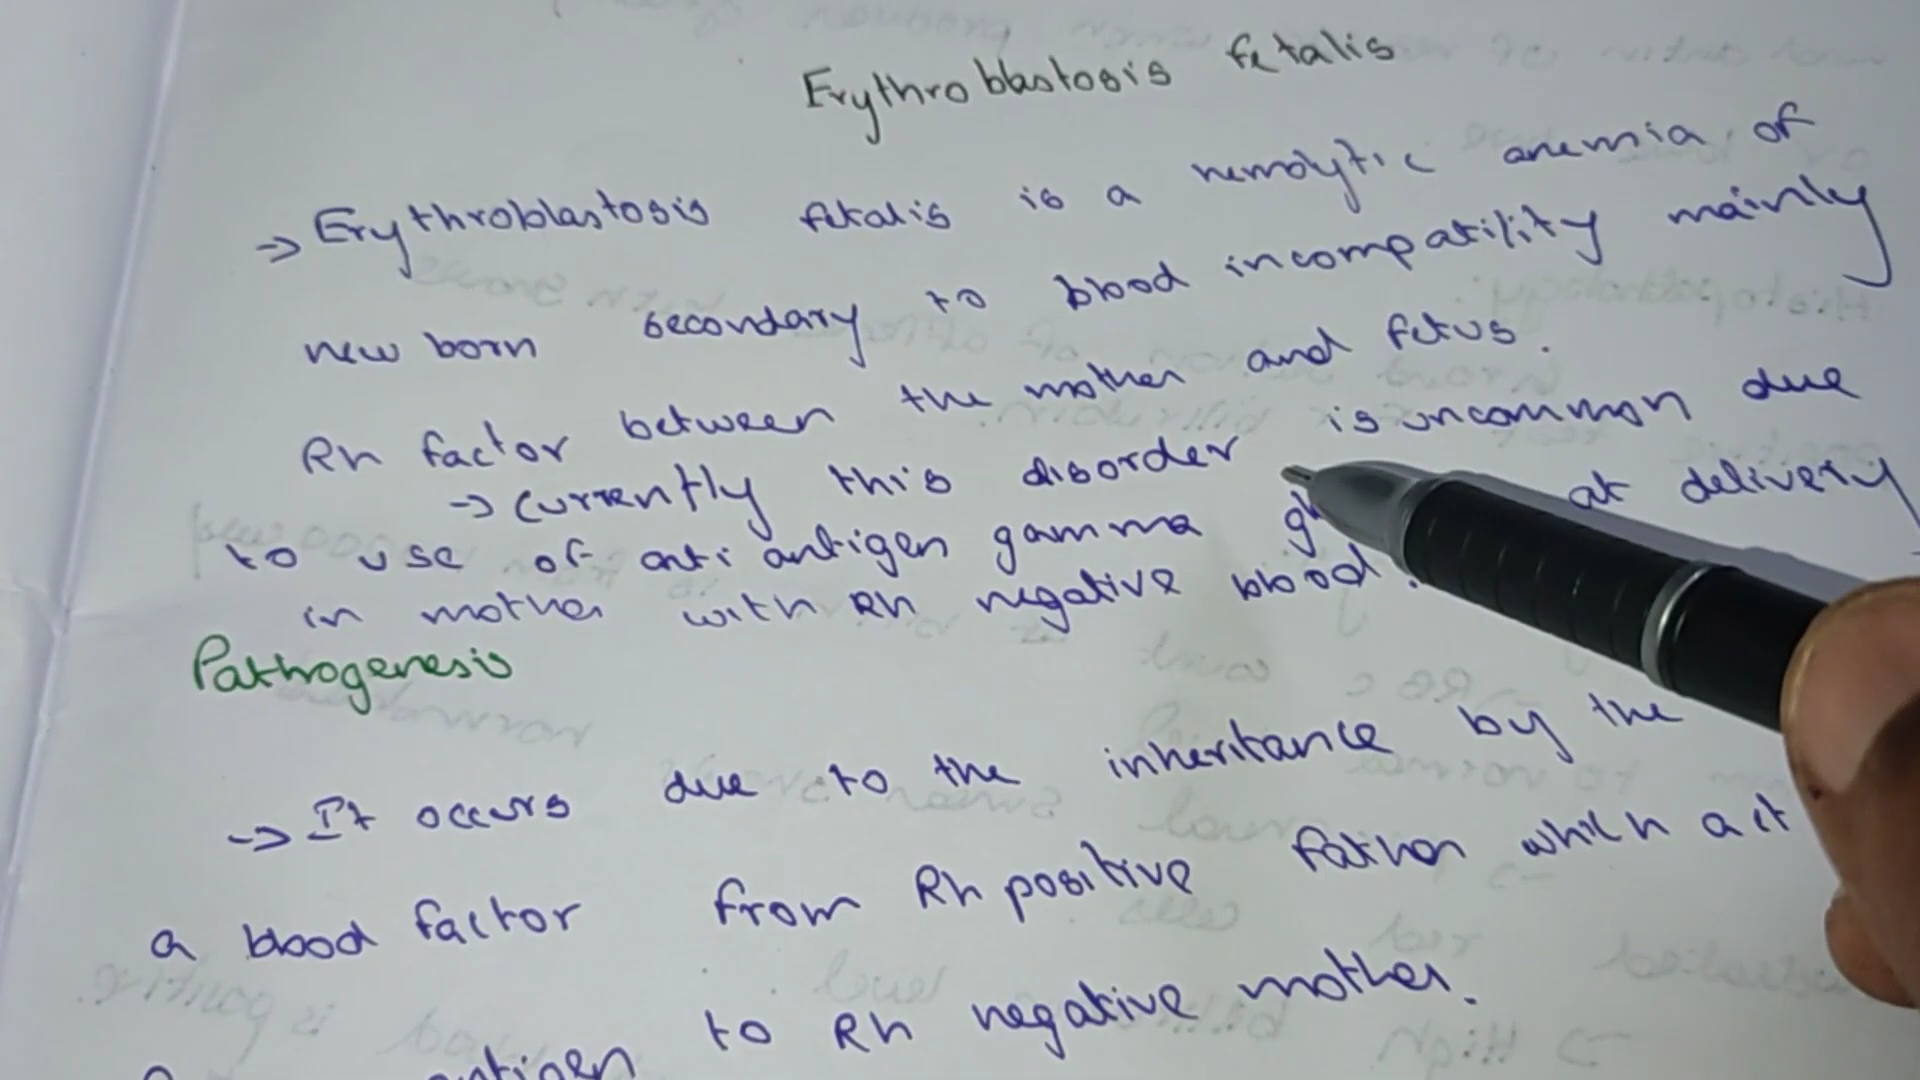 Erythroblastosis fetalis
→ Erythroblastosis fetalis is a hemolytic anemia of
new born secondary to blood incompatility mainly
Rh factor between the mother and fetus.
→ Currently this disorder is uncommon due
to use of anti antigen gamma at delivery
in mother with Rh negative blood.
Pathogenesis
→ It occurs due to the inheritance by the
a blood factor from Rh positive father which act
antigen to Rh negative mother.